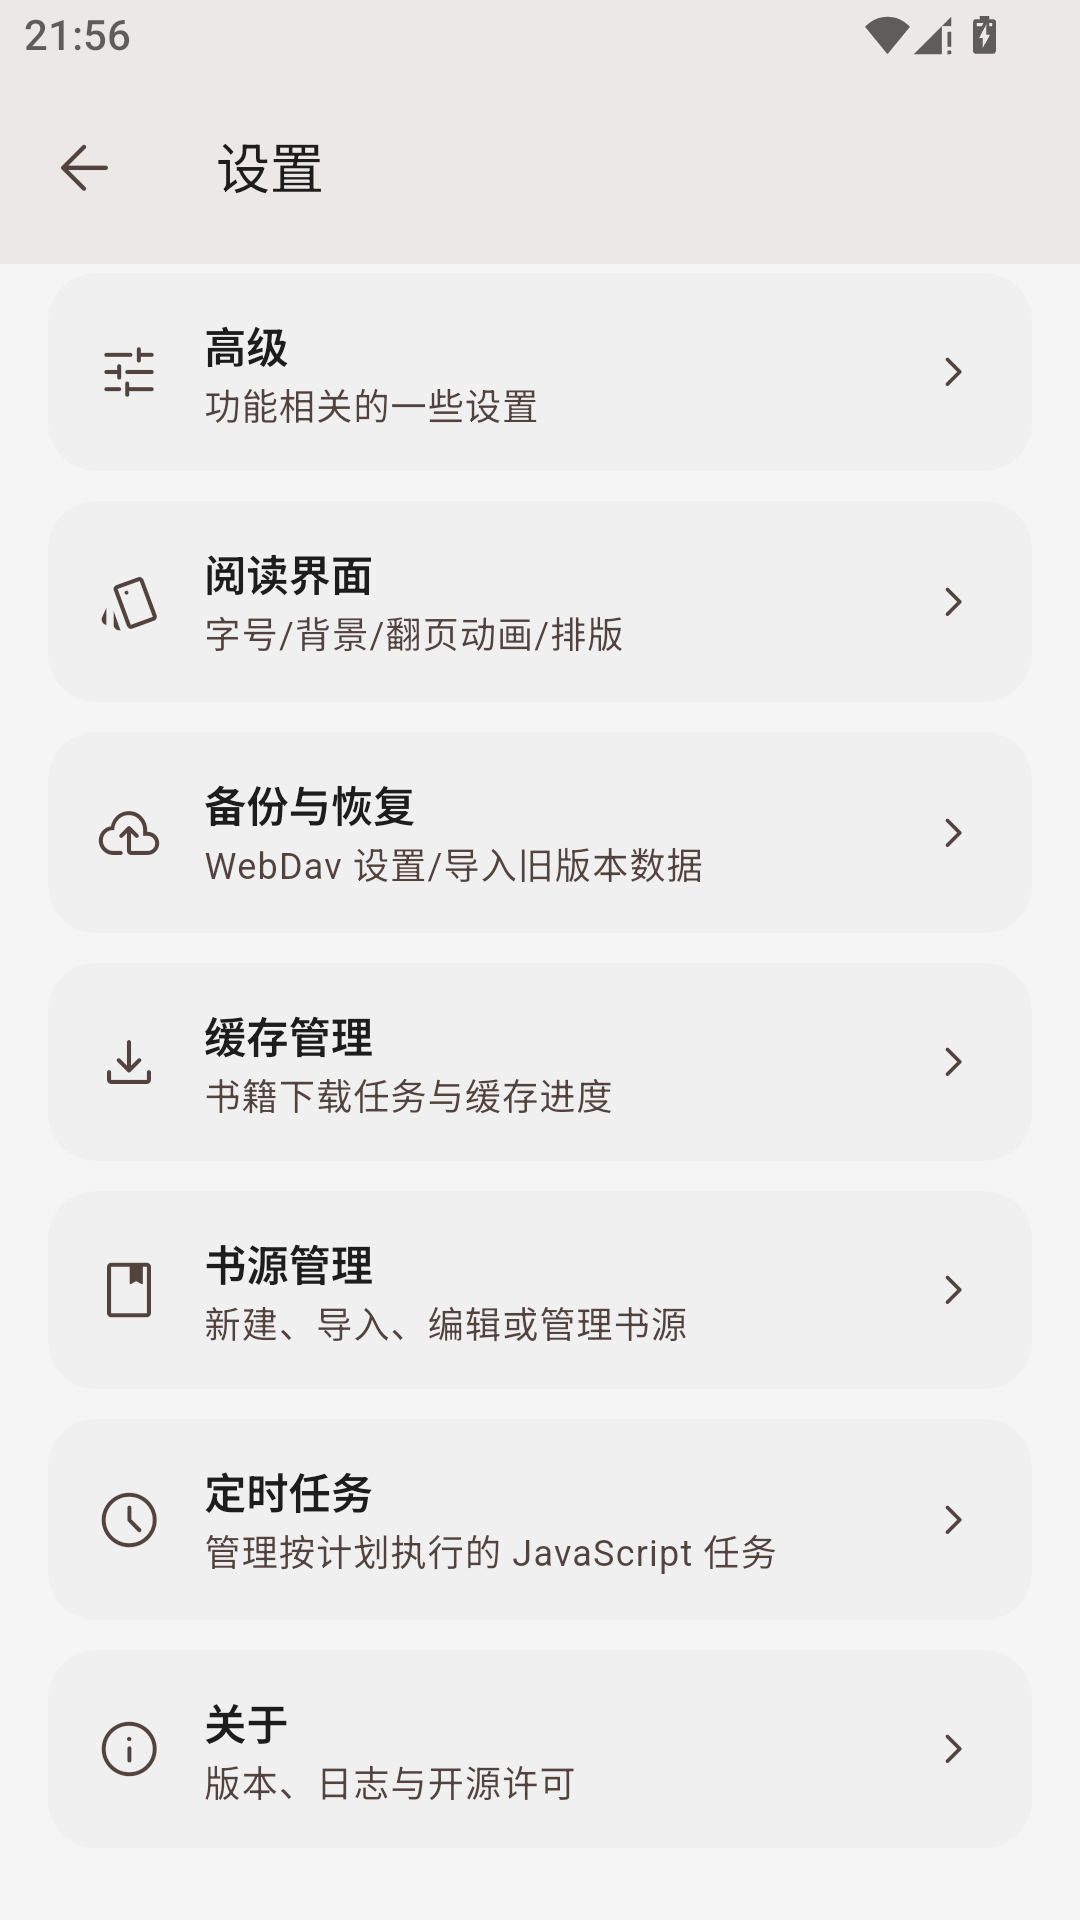 21:56
设置
高级
功能相关的一些设置
阅读界面
字号/背景/翻页动画/排版
备份与恢复
WebDav 设置/导入旧版本数据
缓存管理
书籍下载任务与缓存进度
书源管理
新建、导入、编辑或管理书源
定时任务
管理按计划执行的 JavaScript 任务
关于
版本、日志与开源许可